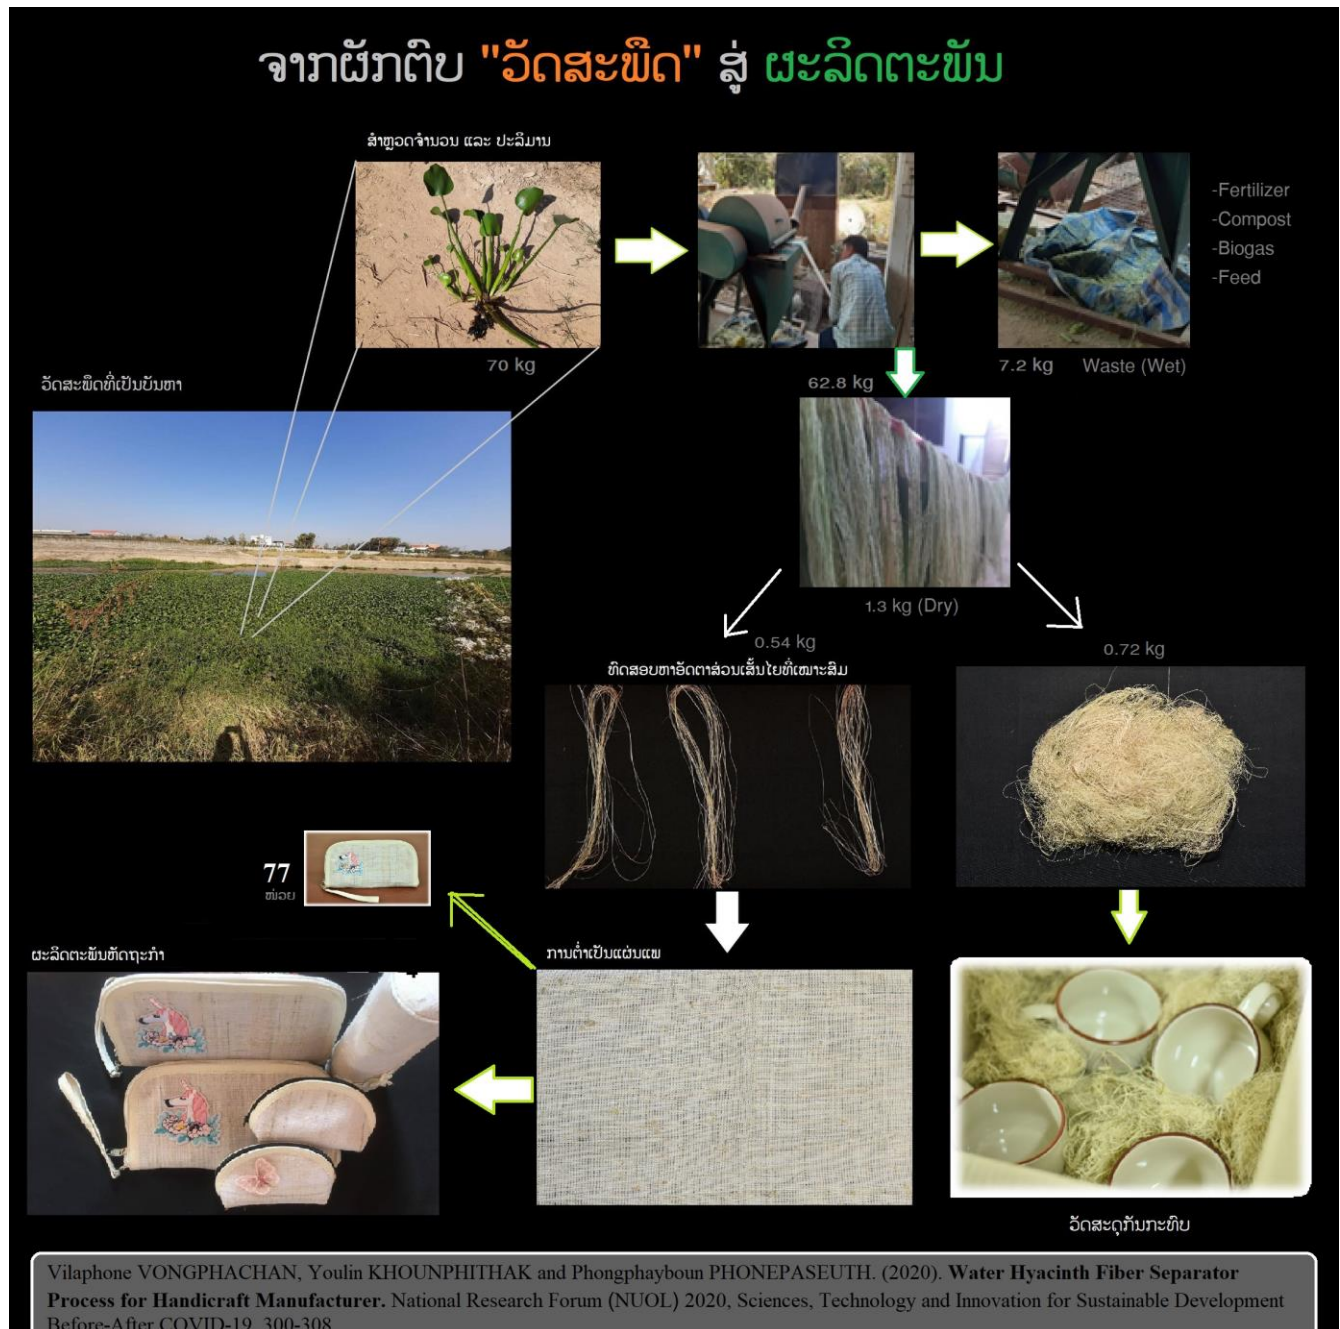 ຈາກຜັກຕົບ "ວັດສະພືດ" ສູ່ ຜະລິດຕະພັນ
ສຳຫຼວດຈຳນວນ ແລະ ປະລິມານ
-Fertilizer
-Compost
-Biogas
-Feed
70 kg
7.2 kg
Waste (Wet)
62.8 kg
ວັດສະພຶດທີ່ເປັນບັນຫາ
1.3 kg (Dry)
0.54 kg
0.72 kg
ທົດສອບຫາອັດຕາສ່ວນເສັ້ນໄຍທີ່ເໝາະສົມ
77
ໜ່ວຍ
ຜະລິດຕະພັນຫັດຖະກຳ
ການຕ່ຳເປັນແຜ່ນແພ
ວັດສະດຸກັນກະທົບ
Vilaphone VONGPHACHAN, Youlin KHOUNPHITHAK and Phongphayboun PHONEPASEUTH. (2020). Water Hyacinth Fiber Separator
Process for Handicraft Manufacturer. National Research Forum (NUOL) 2020, Sciences, Technology and Innovation for Sustainable Development
Before-After COVID-19, 300-308